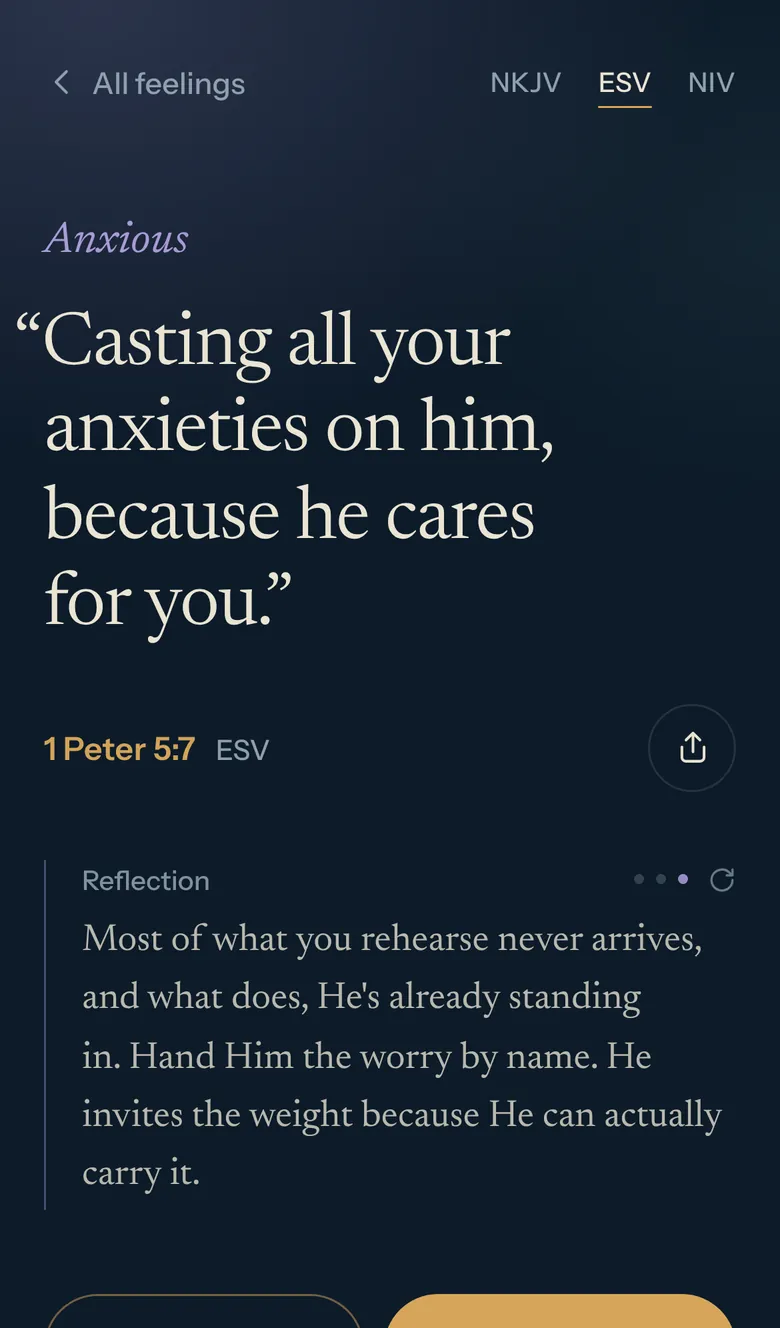 All feelings NKJV ESV NIV
Anxious
“Casting all your
anxieties on him,
because he cares
for you.”
1 Peter 5:7 ESV
Reflection
Most of what you rehearse never arrives,
and what does, He's already standing
in. Hand Him the worry by name. He
invites the weight because He can actually
carry it.